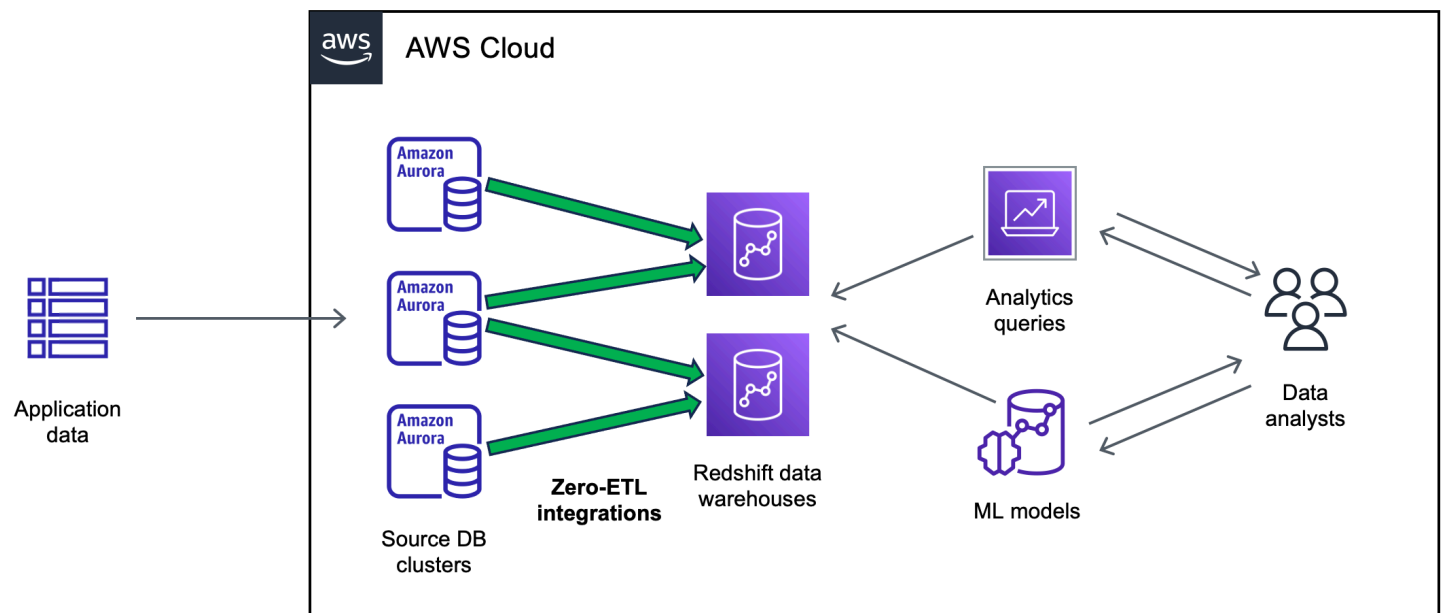 aws
AWS Cloud
Amazon
Aurora
Amazon
Aurora
Amazon
Aurora
Application
data
Source DB
clusters
Zero-ETL
integrations
Redshift data
warehouses
Analytics
queries
ML models
Data
analysts